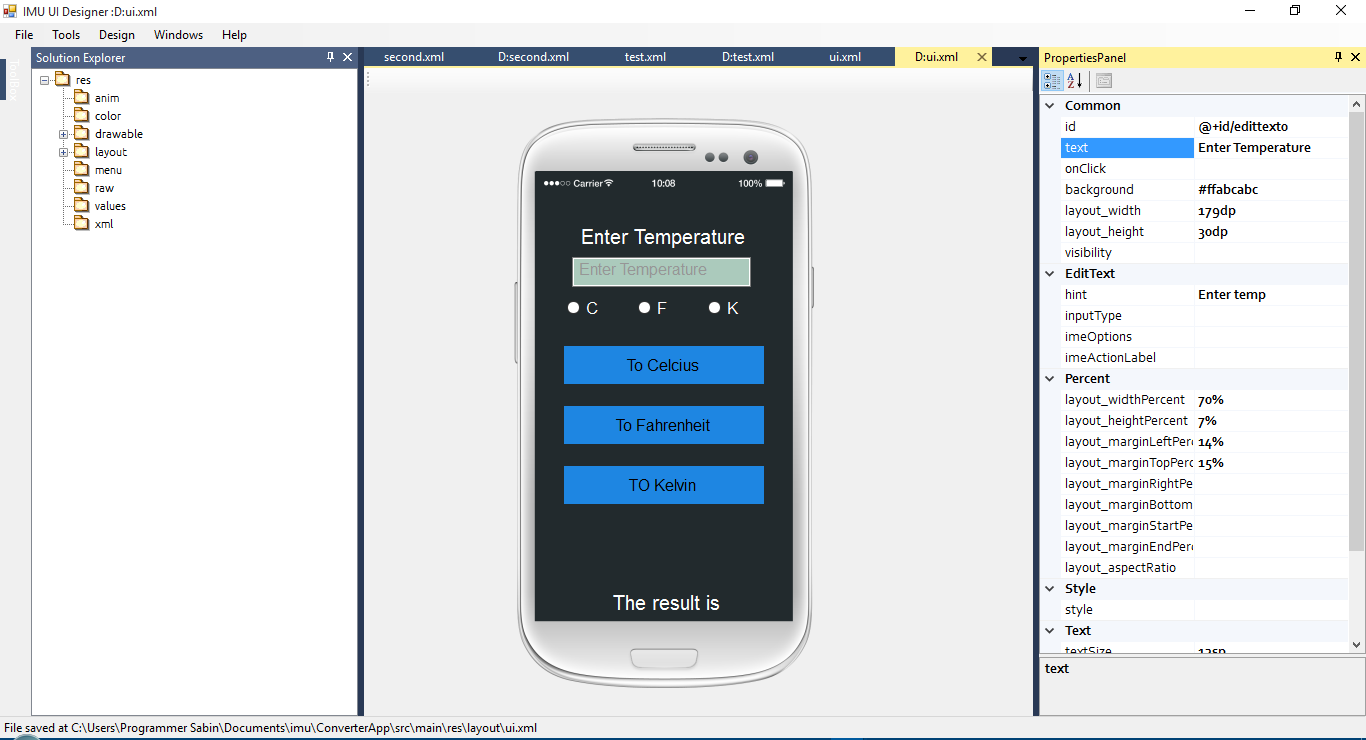 IMU UI Designer :D:ui.xml
File Tools Design Windows Help
Solution Explorer
res
anim
color
drawable
layout
menu
raw
values
xml
second.xml D:second.xml test.xml D:test.xml ui.xml D:ui.xml
Carrier 10:08 100%
Enter Temperature
Enter Temperature
C F K
To Celcius
To Fahrenheit
TO Kelvin
The result is
PropertiesPanel
Common
id @+id/edittexto
text Enter Temperature
onClick
background #ffabcabc
layout_width 179dp
layout_height 30dp
visibility
EditText
hint Enter temp
inputType
imeOptions
imeActionLabel
Percent
layout_widthPercent 70%
layout_heightPercent 7%
layout_marginLeftPerc 14%
layout_marginTopPerc 15%
layout_marginRightPe
layout_marginBottom
layout_marginStartPe
layout_marginEndPerc
layout_aspectRatio
Style
style
Text
textSize 12sp
text
File saved at C:\Users\Programmer Sabin\Documents\imu\ConverterApp\src\main\res\layout\ui.xml